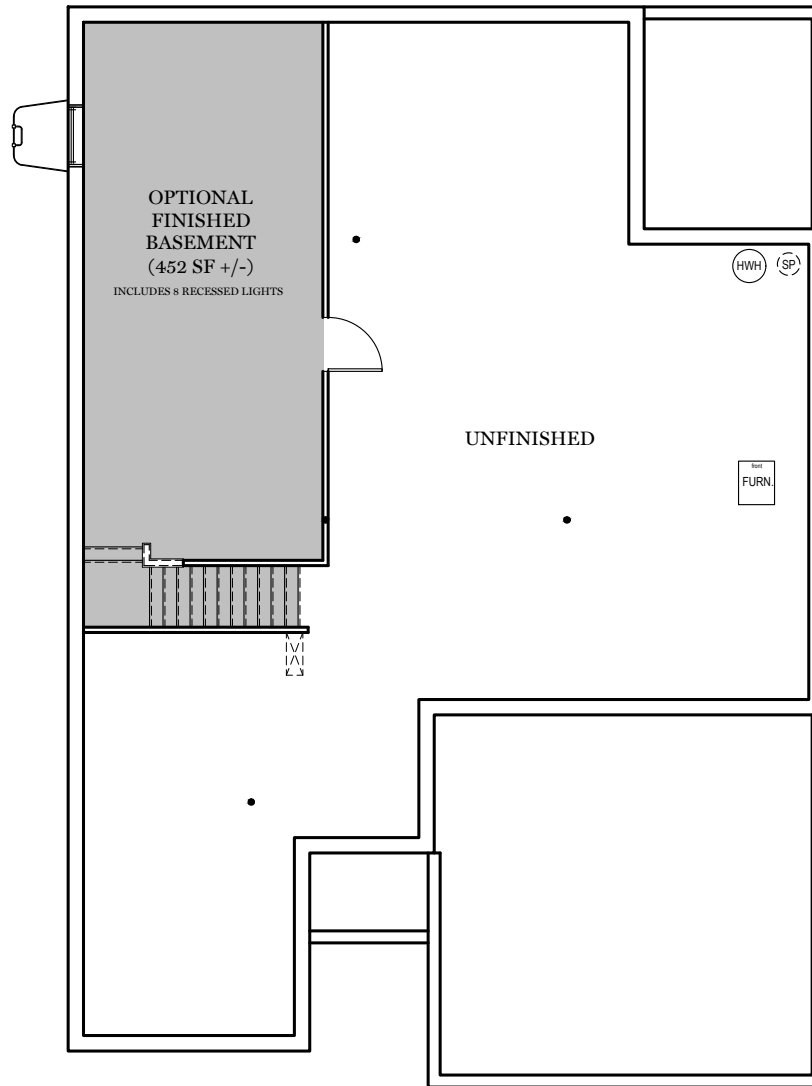 OPTIONAL
FINISHED
BASEMENT
(452 SF +/-)
INCLUDES 8 RECESSED LIGHTS
HWH
SP
UNFINISHED
front
FURN.